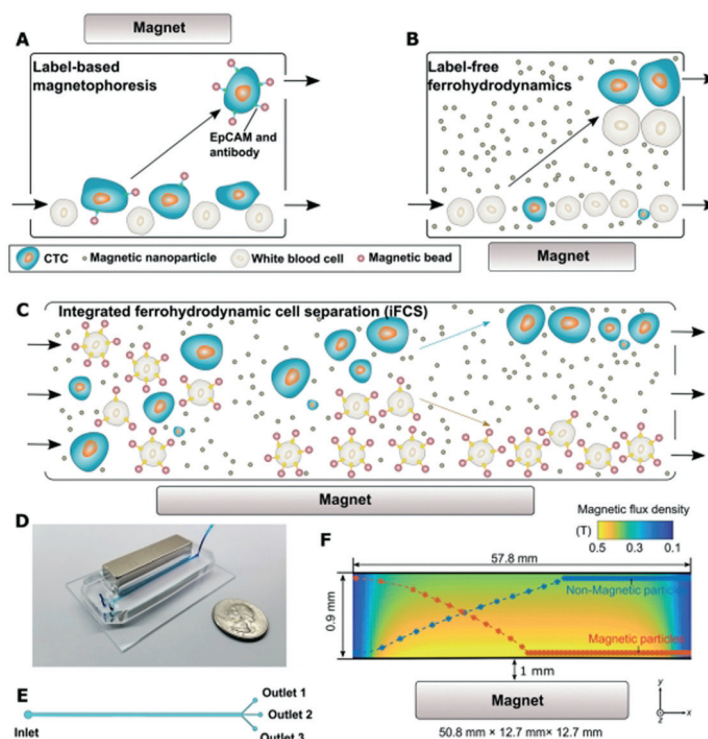 A
Magnet
Label-based
magnetophoresis
EpCAM and
antibody
B
Label-free
ferrohydrodynamics
Magnet
CTC
Magnetic nanoparticle
White blood cell
Magnetic bead
C
Integrated ferrohydrodynamic cell separation (iFCS)
Magnet
D
E
Inlet
Outlet 1
Outlet 2
Outlet 3
F
Magnetic flux density
(T)
0.5
0.3
0.1
57.8 mm
0.9 mm
Non-Magnetic particles
Magnetic particles
1 mm
Magnet
50.8 mm × 12.7 mm× 12.7 mm
y
z
x